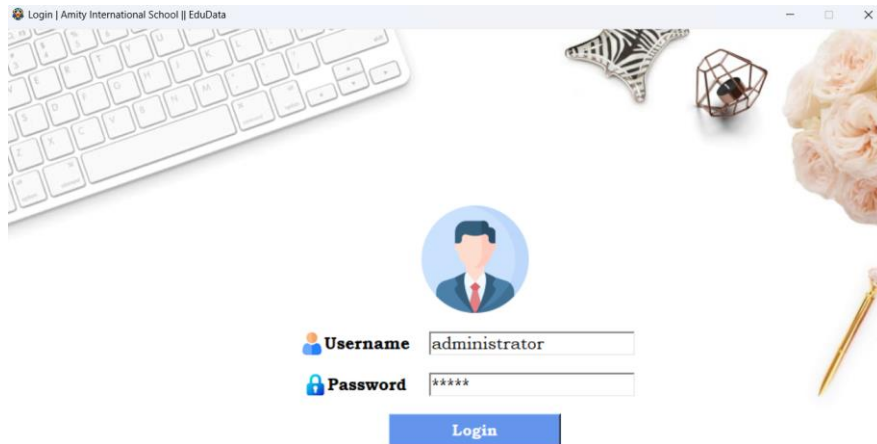 Login | Amity International School || EduData
Username administrator
Password *****
Login